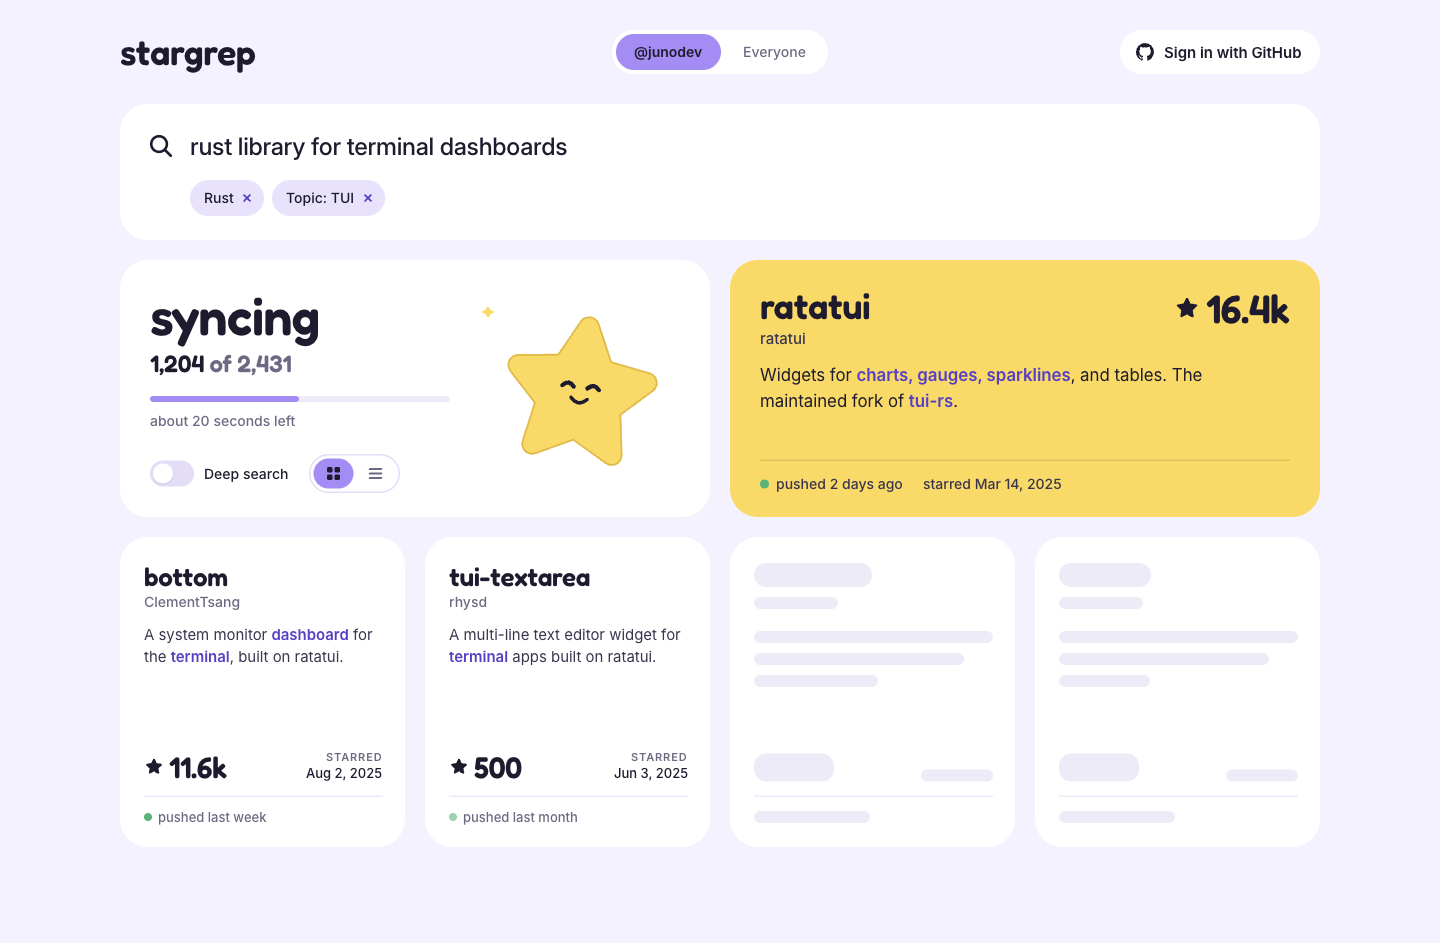 stargrep
@junodev
Everyone
Sign in with GitHub
rust library for terminal dashboards
Rust ×
Topic: TUI ×
syncing
1,204 of 2,431
about 20 seconds left
Deep search
ratatui
16.4k
ratatui
Widgets for charts, gauges, sparklines, and tables. The
maintained fork of tui-rs.
pushed 2 days ago
starred Mar 14, 2025
bottom
ClementTsang
A system monitor dashboard for
the terminal, built on ratatui.
11.6k
STARRED
Aug 2, 2025
pushed last week
tui-textarea
rhysd
A multi-line text editor widget for
terminal apps built on ratatui.
500
STARRED
Jun 3, 2025
pushed last month